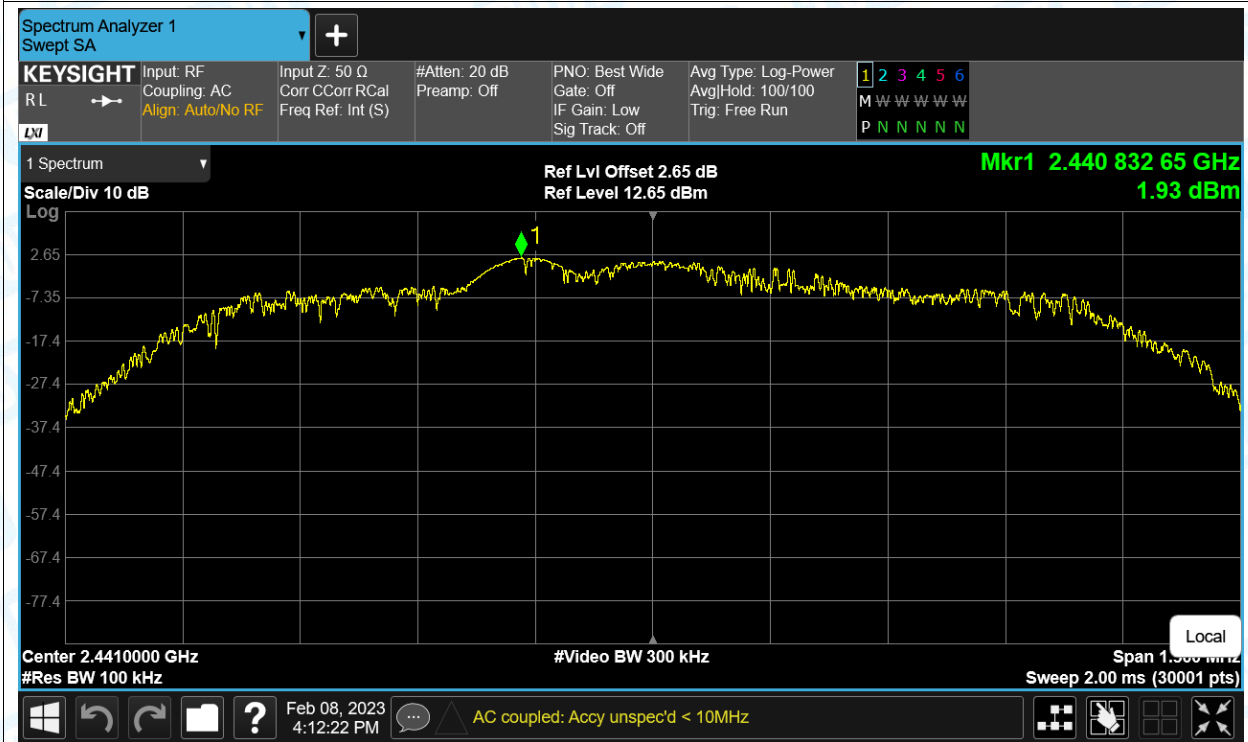 Spectrum Analyzer 1
Swept SA
KEYSIGHT
R L
LXI
Input: RF
Coupling: AC
Align: Auto/No RF
Input Z: 50 Ω
Corr CCorr RCal
Freq Ref: Int (S)
#Atten: 20 dB
Preamp: Off
PNO: Best Wide
Gate: Off
IF Gain: Low
Sig Track: Off
Avg Type: Log-Power
Avg|Hold: 100/100
Trig: Free Run
1 2 3 4 5 6
M W W W W W
P N N N N N
1 Spectrum
Scale/Div 10 dB
Log
Ref Lvl Offset 2.65 dB
Ref Level 12.65 dBm
Mkr1 2.440 832 65 GHz
1.93 dBm
1
2.65
-7.35
-17.4
-27.4
-37.4
-47.4
-57.4
-67.4
-77.4
Local
Center 2.4410000 GHz
#Video BW 300 kHz
Span
#Res BW 100 kHz
Sweep 2.00 ms (30001 pts)
?
Feb 08, 2023
4:12:22 PM
AC coupled: Accy unspec'd < 10MHz